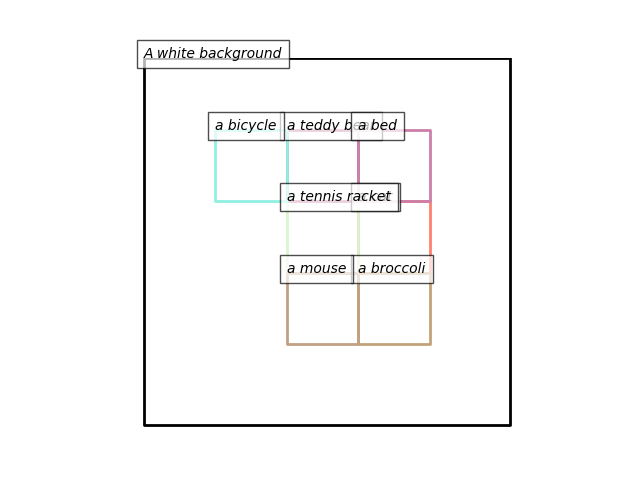 A white background
a bicycle
a teddy bear
a bed
a tennis racket
a mouse
a broccoli